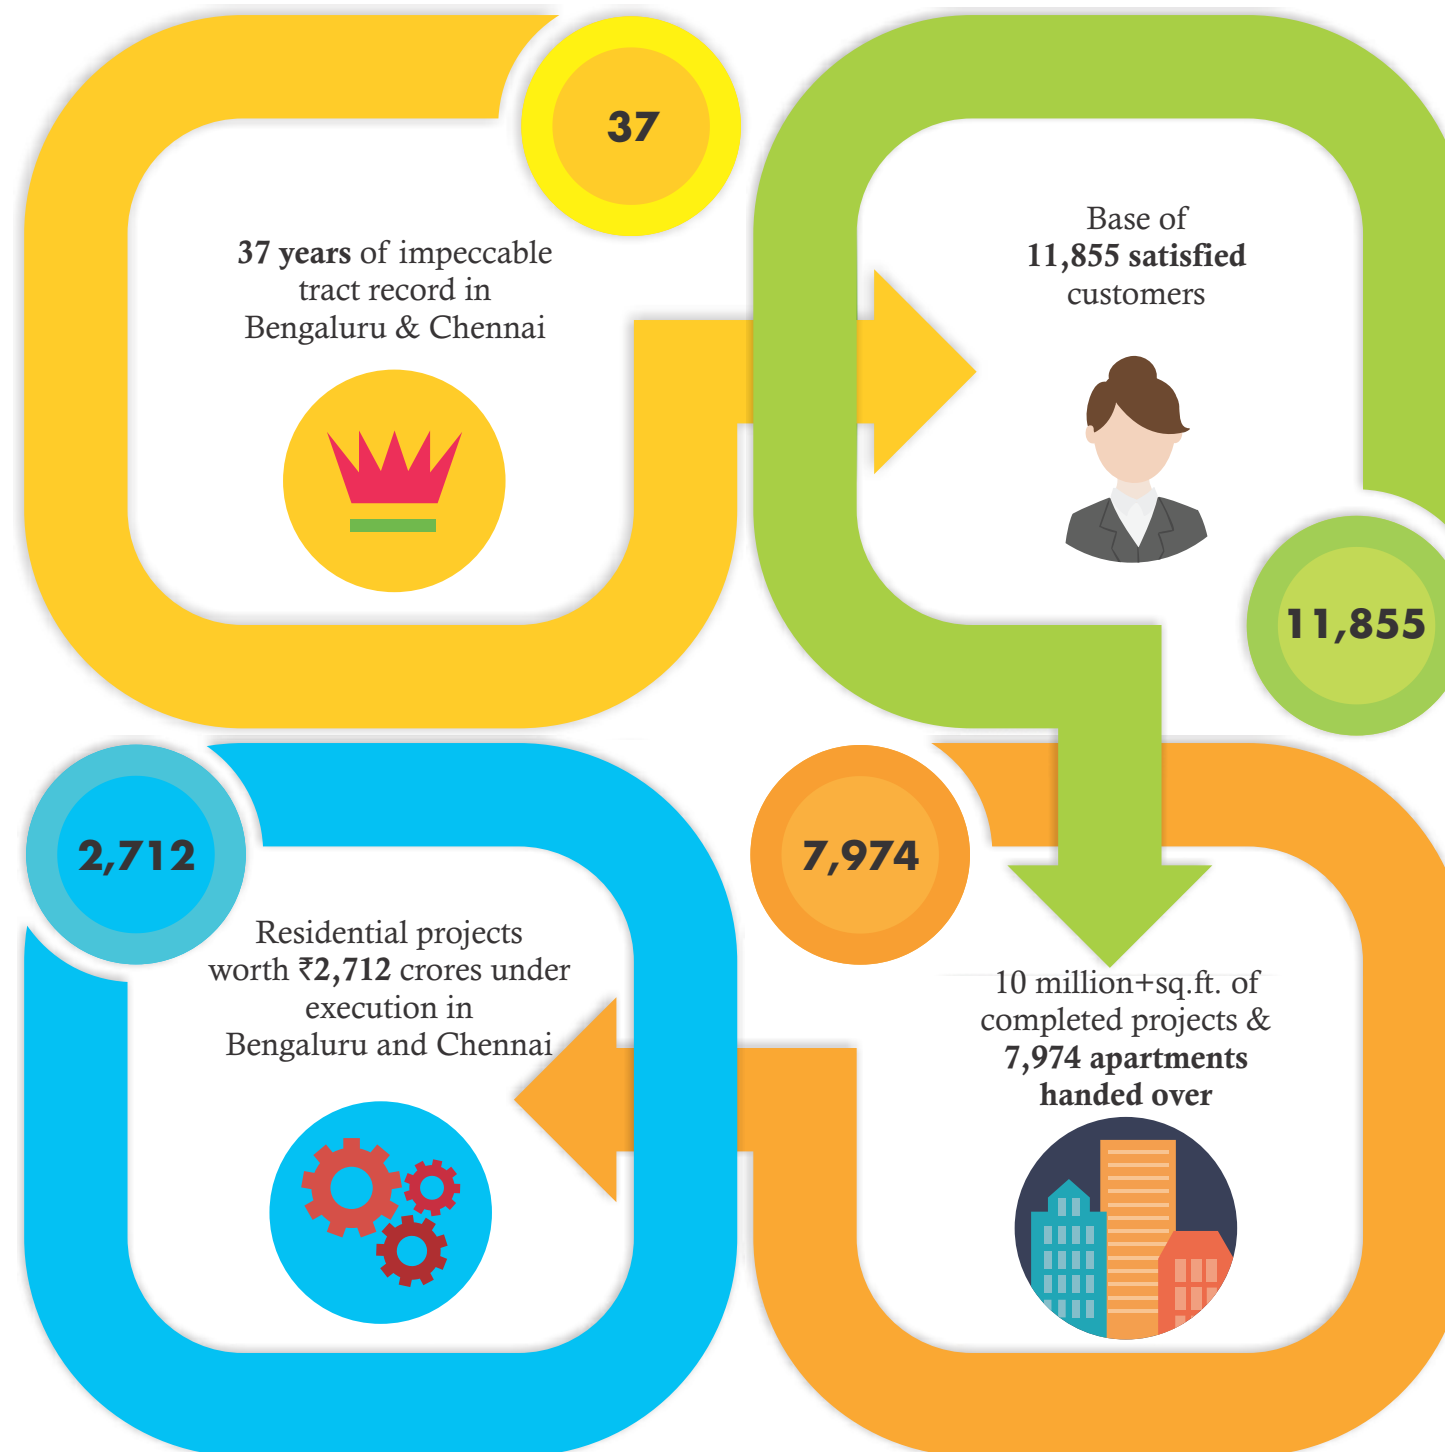 37
37 years of impeccable
tract record in
Bengaluru & Chennai
Base of
11,855 satisfied
customers
11,855
7,974
10 million+sq.ft. of
completed projects &
7,974 apartments
handed over
2,712
Residential projects
worth ₹2,712 crores under
execution in
Bengaluru and Chennai